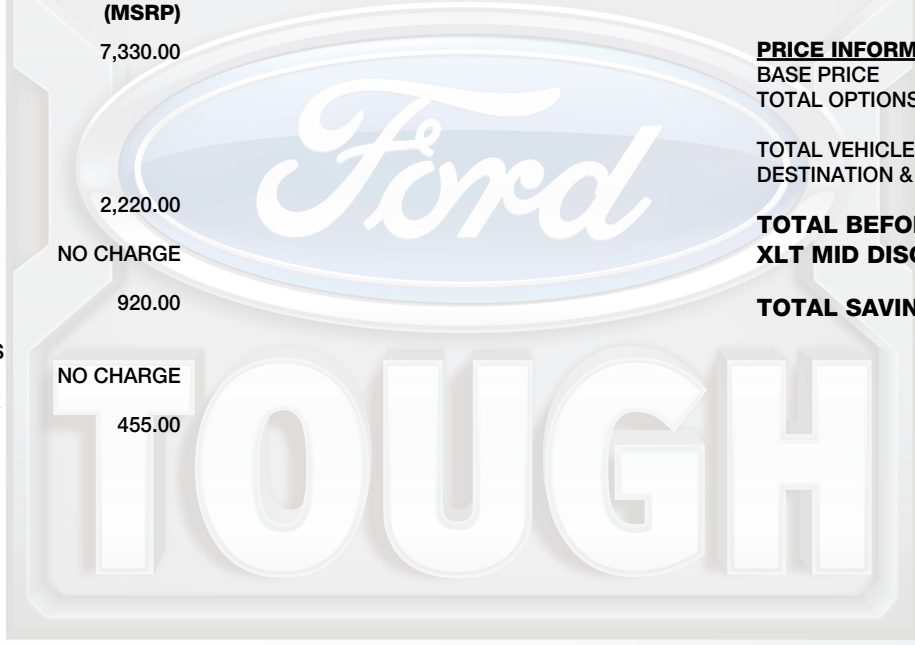 (MSRP)
7,330.00
2,220.00
NO CHARGE
920.00
S
NO CHARGE
455.00
PRICE INFORM
BASE PRICE
TOTAL OPTIONS
TOTAL VEHICLE
DESTINATION &
TOTAL BEFO
XLT MID DISC
TOTAL SAVIN
Ford
TOUGH